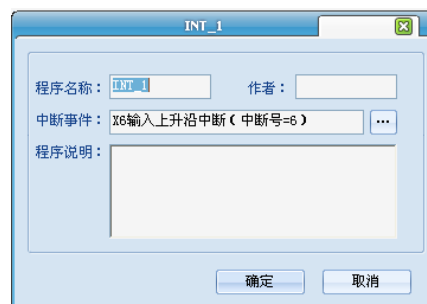 INT_1
程序名称： INT_1 作者：
中断事件： X6输入上升沿中断（中断号=6） ...
程序说明：
确定 取消